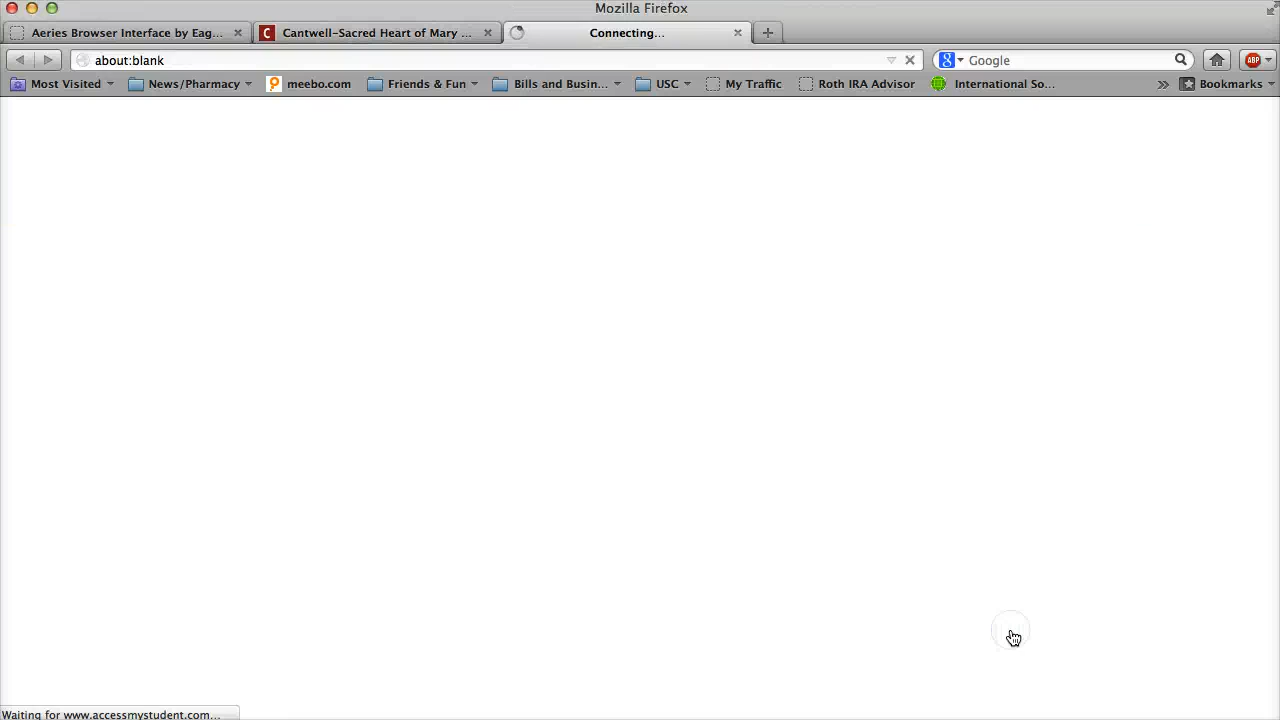 Mozilla Firefox
Aeries Browser Interface by Eag... Cantwell-Sacred Heart of Mary ... Connecting...
about:blank Google ABP
Most Visited News/Pharmacy meebo.com Friends & Fun Bills and Busin... USC My Traffic Roth IRA Advisor International So... Bookmarks
Waiting for www.accessmystudent.com...